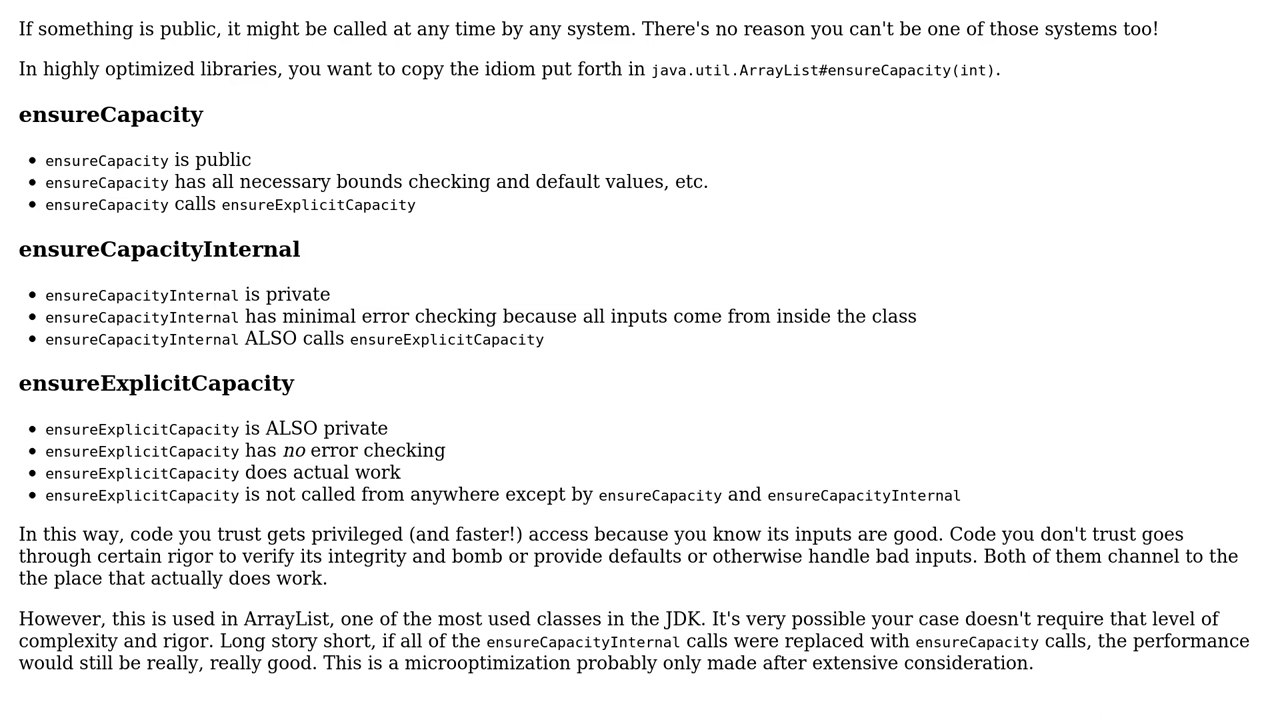 If something is public, it might be called at any time by any system. There's no reason you can't be one of those systems too!
In highly optimized libraries, you want to copy the idiom put forth in java.util.ArrayList#ensureCapacity(int).
ensureCapacity
• ensureCapacity is public
• ensureCapacity has all necessary bounds checking and default values, etc.
• ensureCapacity calls ensureExplicitCapacity
ensureCapacityInternal
• ensureCapacityInternal is private
• ensureCapacityInternal has minimal error checking because all inputs come from inside the class
• ensureCapacityInternal ALSO calls ensureExplicitCapacity
ensureExplicitCapacity
• ensureExplicitCapacity is ALSO private
• ensureExplicitCapacity has no error checking
• ensureExplicitCapacity does actual work
• ensureExplicitCapacity is not called from anywhere except by ensureCapacity and ensureCapacityInternal
In this way, code you trust gets privileged (and faster!) access because you know its inputs are good. Code you don't trust goes
through certain rigor to verify its integrity and bomb or provide defaults or otherwise handle bad inputs. Both of them channel to the
the place that actually does work.
However, this is used in ArrayList, one of the most used classes in the JDK. It's very possible your case doesn't require that level of
complexity and rigor. Long story short, if all of the ensureCapacityInternal calls were replaced with ensureCapacity calls, the performance
would still be really, really good. This is a microoptimization probably only made after extensive consideration.